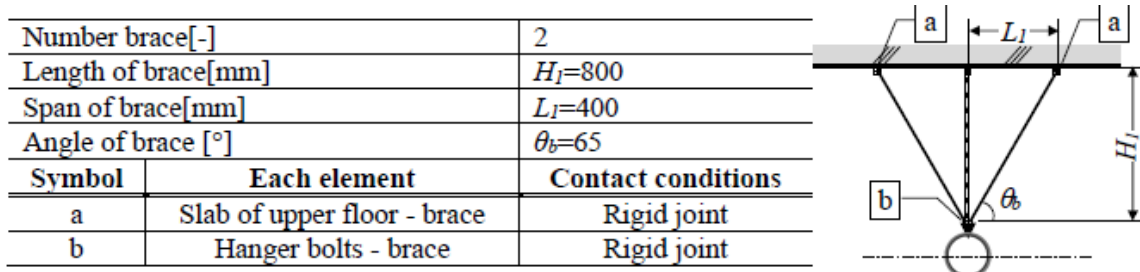 Number brace[-] 2
Length of brace[mm] H₁=800
Span of brace[mm] L₁=400
Angle of brace [°] θb=65
Symbol Each element Contact conditions
a Slab of upper floor - brace Rigid joint
b Hanger bolts - brace Rigid joint
a L₁ a
H₁
b θb